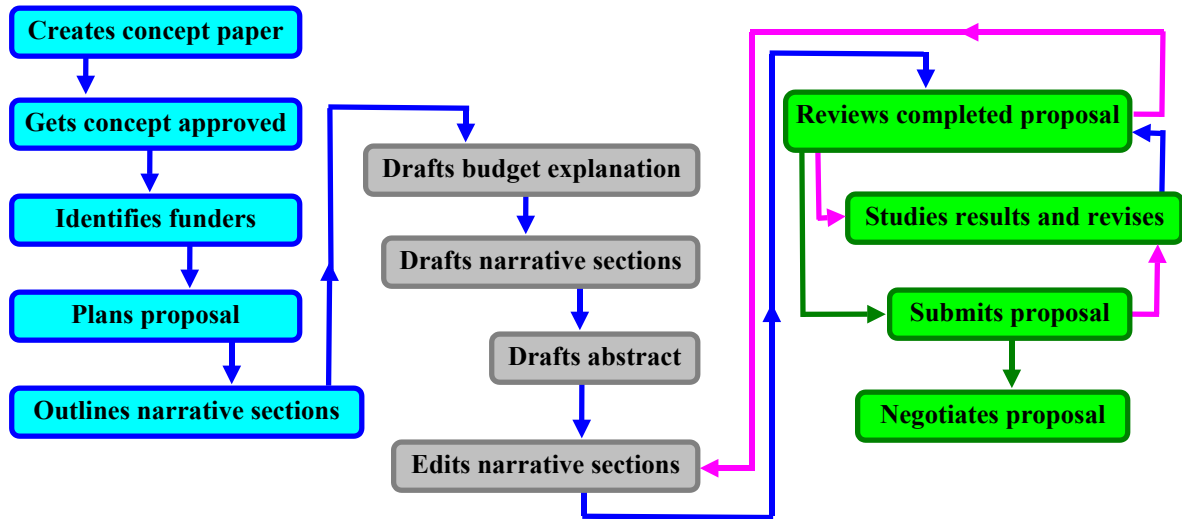 Creates concept paper
Gets concept approved
Identifies funders
Plans proposal
Outlines narrative sections
Drafts budget explanation
Drafts narrative sections
Drafts abstract
Edits narrative sections
Reviews completed proposal
Studies results and revises
Submits proposal
Negotiates proposal